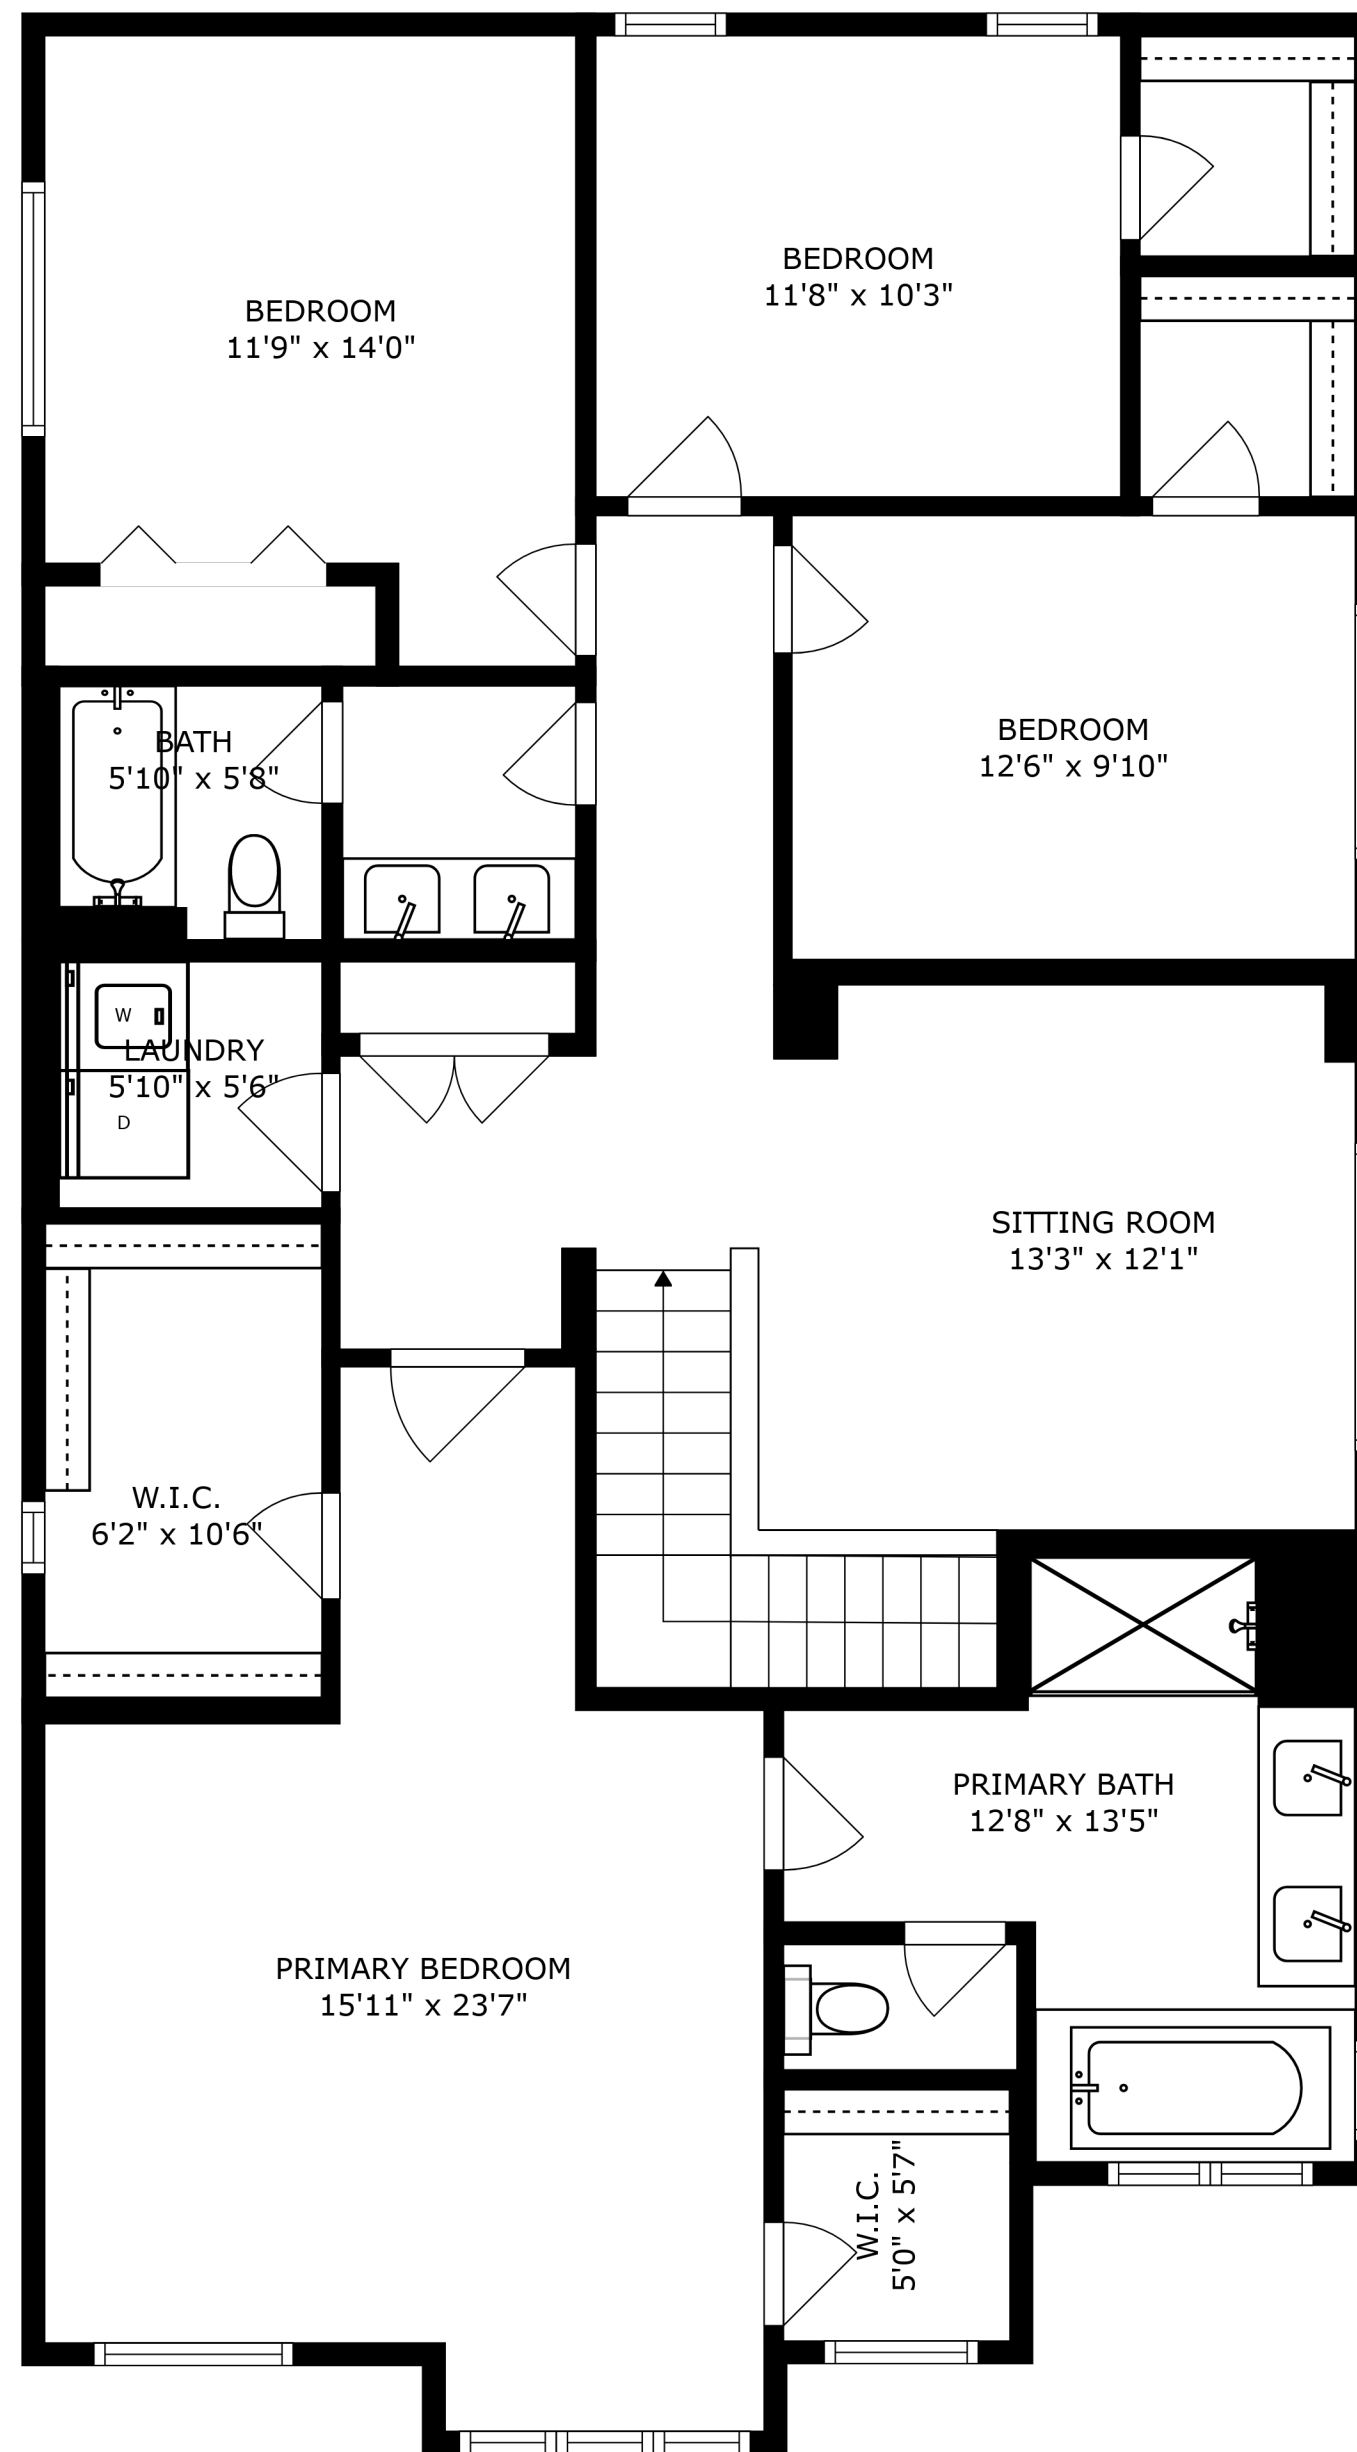 BEDROOM
11'8" x 10'3"
BEDROOM
11'9" x 14'0"
BEDROOM
12'6" x 9'10"
BATH
5'10" x 5'8"
W
LAUNDRY
5'10" x 5'6"
D
SITTING ROOM
13'3" x 12'1"
W.I.C.
6'2" x 10'6"
PRIMARY BATH
12'8" x 13'5"
PRIMARY BEDROOM
15'11" x 23'7"
W.I.C.
5'0" x 5'7"